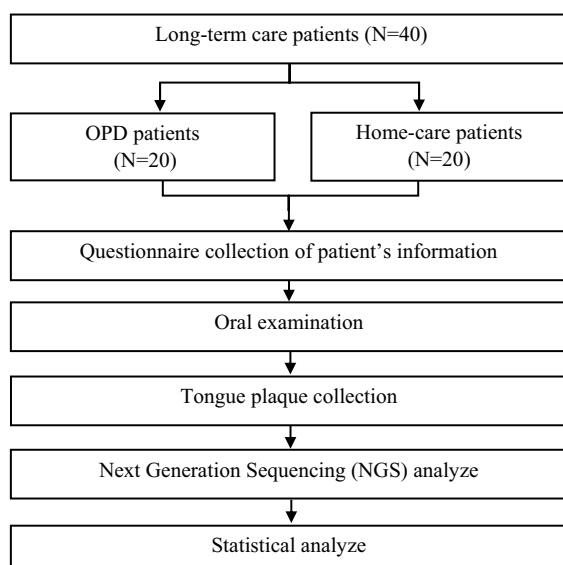 Long-term care patients (N=40)
OPD patients
(N=20)
Home-care patients
(N=20)
Questionnaire collection of patient’s information
Oral examination
Tongue plaque collection
Next Generation Sequencing (NGS) analyze
Statistical analyze